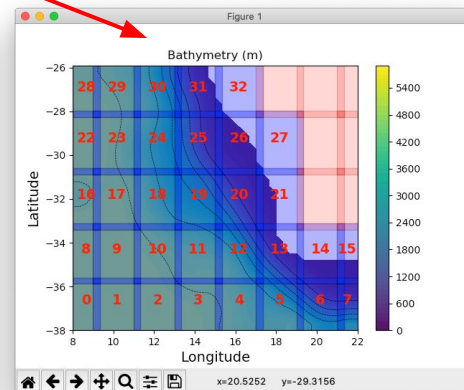 Figure 1
Bathymetry (m)
−26
28 29 30 31 32
5400
−28
4800
22 23 24 25 26 27
4200
−30
3600
Latitude
16 17 18 19 20 21
−32
3000
2400
−34
8 9 10 11 12 13 14 15
1800
1200
−36
0 1 2 3 4 5 6 7
600
−38
0
8 10 12 14 16 18 20 22
Longitude
x=20.5252 y=-29.3156